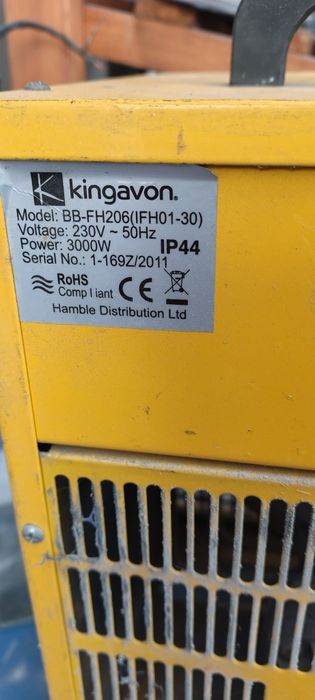 kingavon.
Model: BB-FH206(IFH01-30)
Voltage: 230V ~ 50Hz
Power: 3000W IP44
Serial No.: 1-169Z/2011
RoHS
Compliant CE
Hamble Distribution Ltd